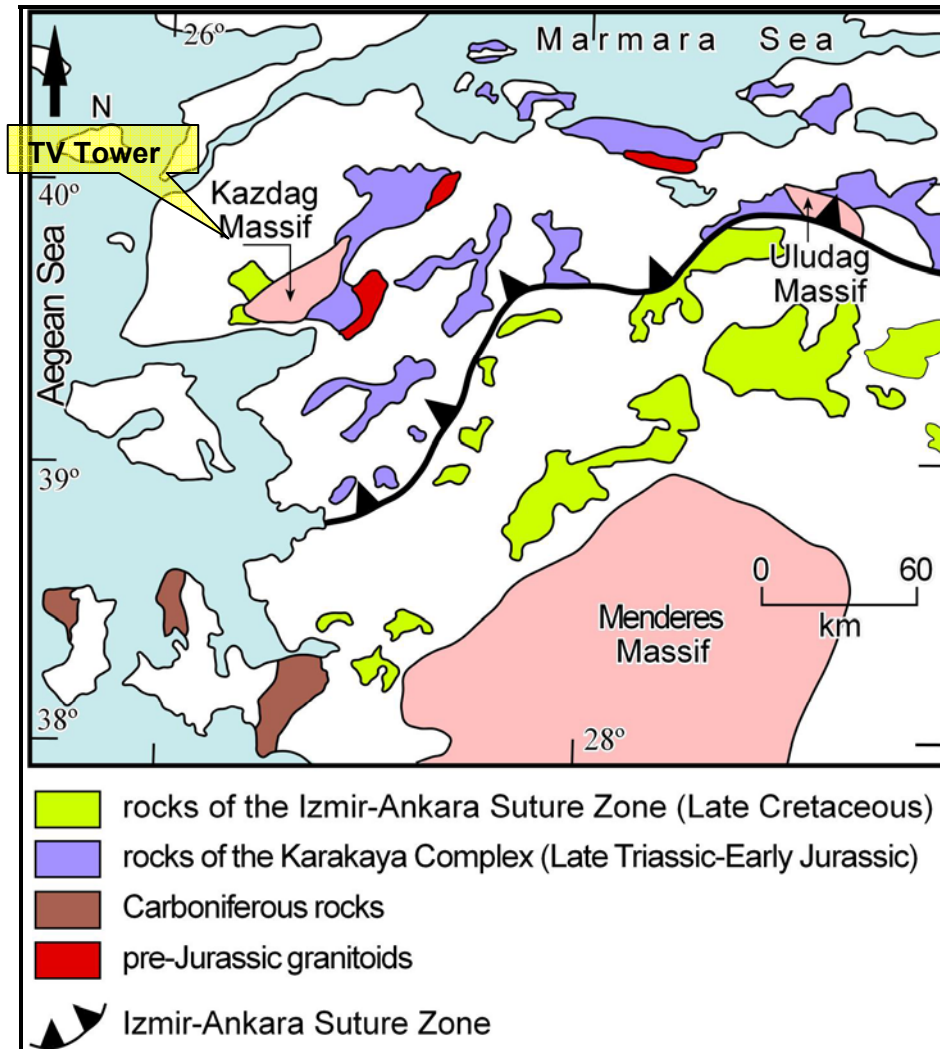 26º
Marmara Sea
N
TV Tower
40º
Kazdag
Massif
Uludag
Massif
Aegean Sea
39º
0 60
km
Menderes
Massif
38º
28º
rocks of the Izmir-Ankara Suture Zone (Late Cretaceous)
rocks of the Karakaya Complex (Late Triassic-Early Jurassic)
Carboniferous rocks
pre-Jurassic granitoids
Izmir-Ankara Suture Zone